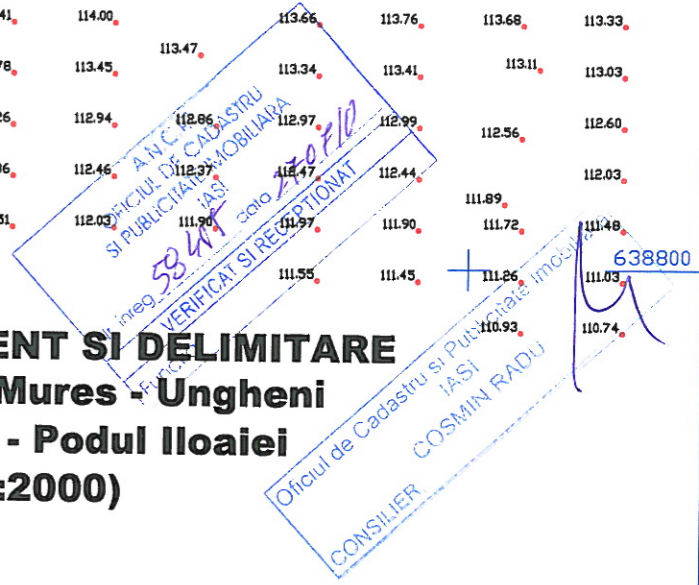 41 114.00 113.66 113.76 113.68 113.33
113.47
78 113.45 113.34 113.41 113.11 113.03
26 112.94 112.86 112.97 112.99 112.56 112.60
06 112.46 112.37 112.47 112.44 112.03
111.89
51 112.03 111.90 111.97 111.90 111.72 111.48
111.55 111.45 111.26 111.03
638800
110.93 110.74
A.N.C.P.I.
OFICIUL DE CADASTRU
SI PUBLICITATE IMOBILIARA
IASI
Nr. inreg. data
VERIFICAT SI RECEPTIONAT
ENT SI DELIMITARE
Mures - Ungheni
- Podul Iloaiei
:2000)
Oficiul de Cadastru si Publicitate Imobiliara
IASI
COSMIN RADU
CONSILIER